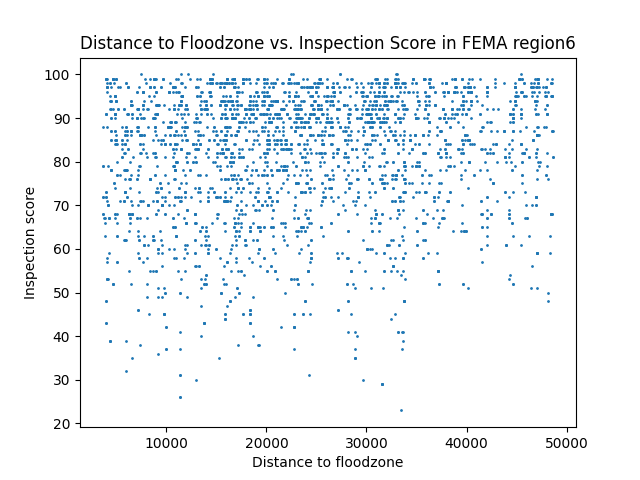 Distance to Floodzone vs. Inspection Score in FEMA region6
100
90
80
70
60
50
40
30
20
Inspection score
10000 20000 30000 40000 50000
Distance to floodzone